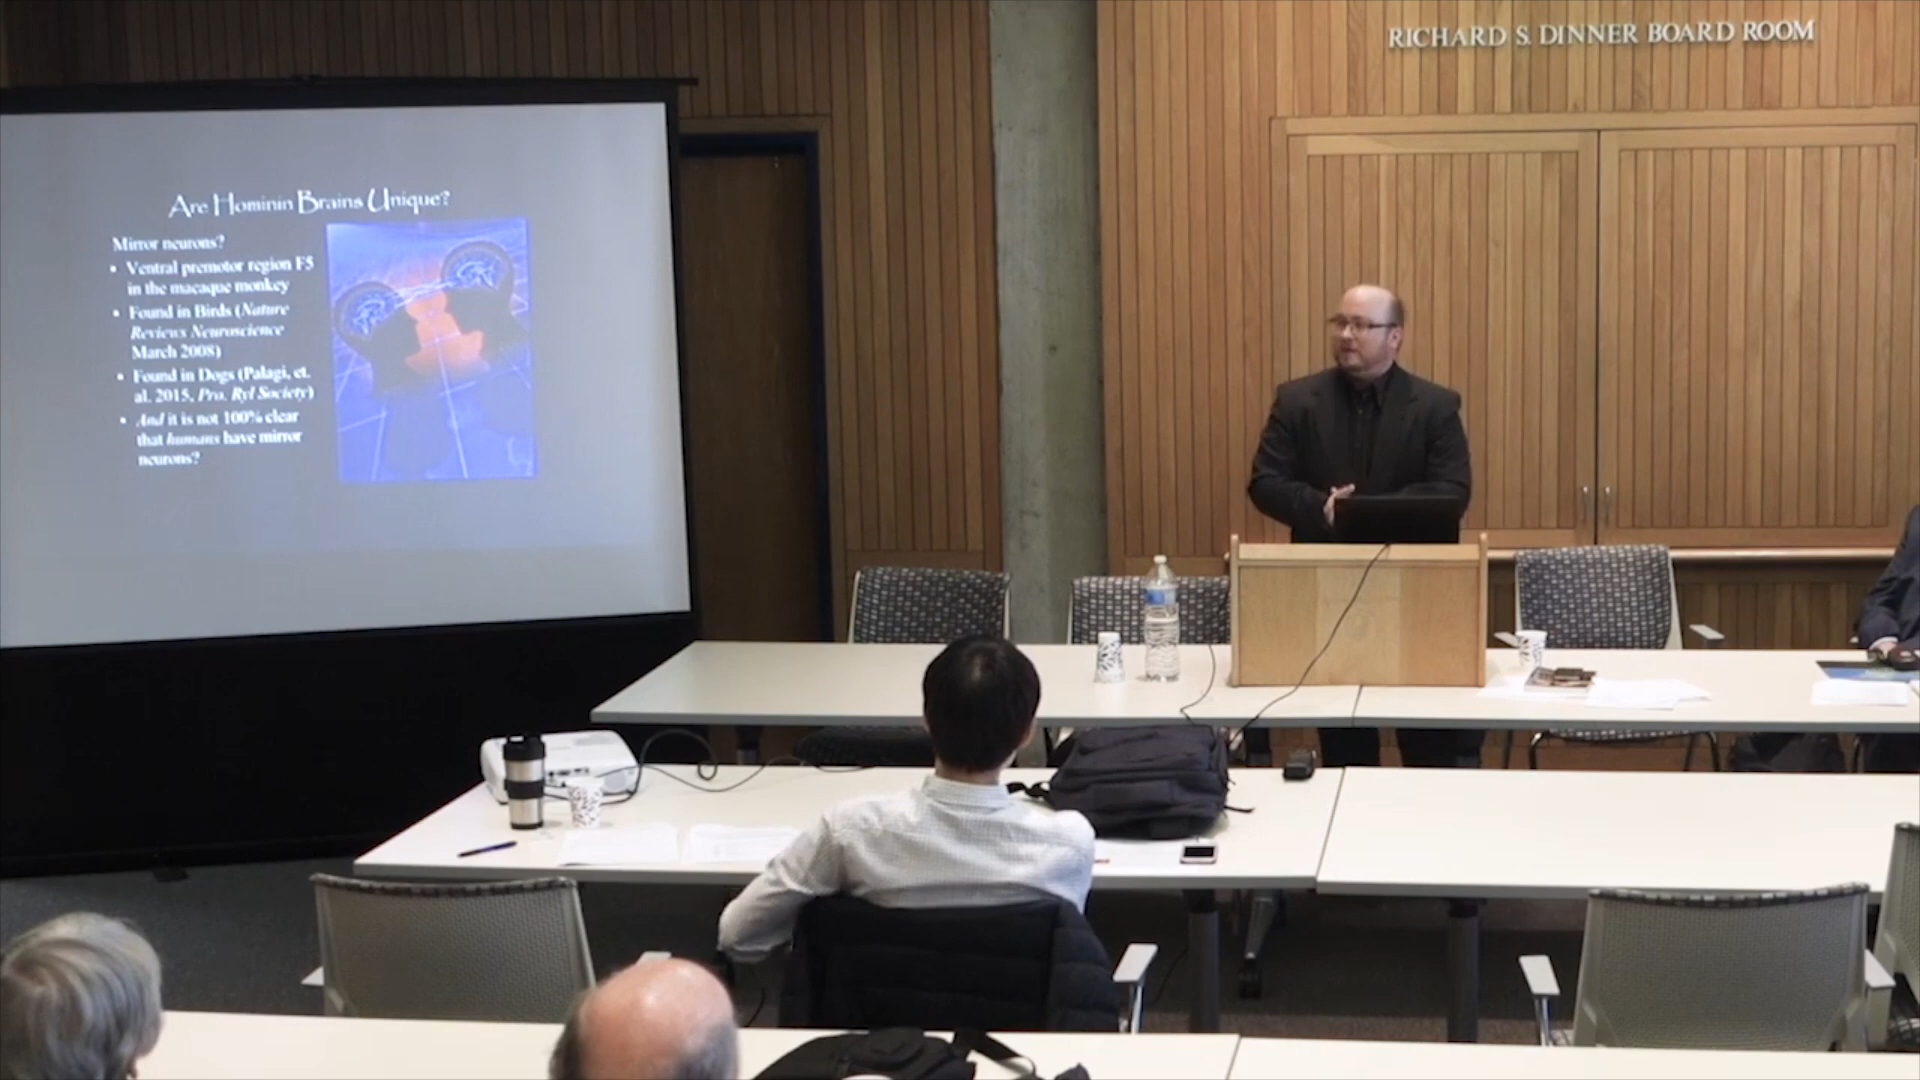 RICHARD S. DINNER BOARD ROOM
Are Hominin Brains Unique?
Mirror neurons?
• Ventral premotor region F5
in the macaque monkey
• Found in Birds (Nature
Reviews Neuroscience
March 2008)
• Found in Dogs (Palagi, et.
al. 2015, Pro. Ryl Society)
• And it is not 100% clear
that humans have mirror
neurons?